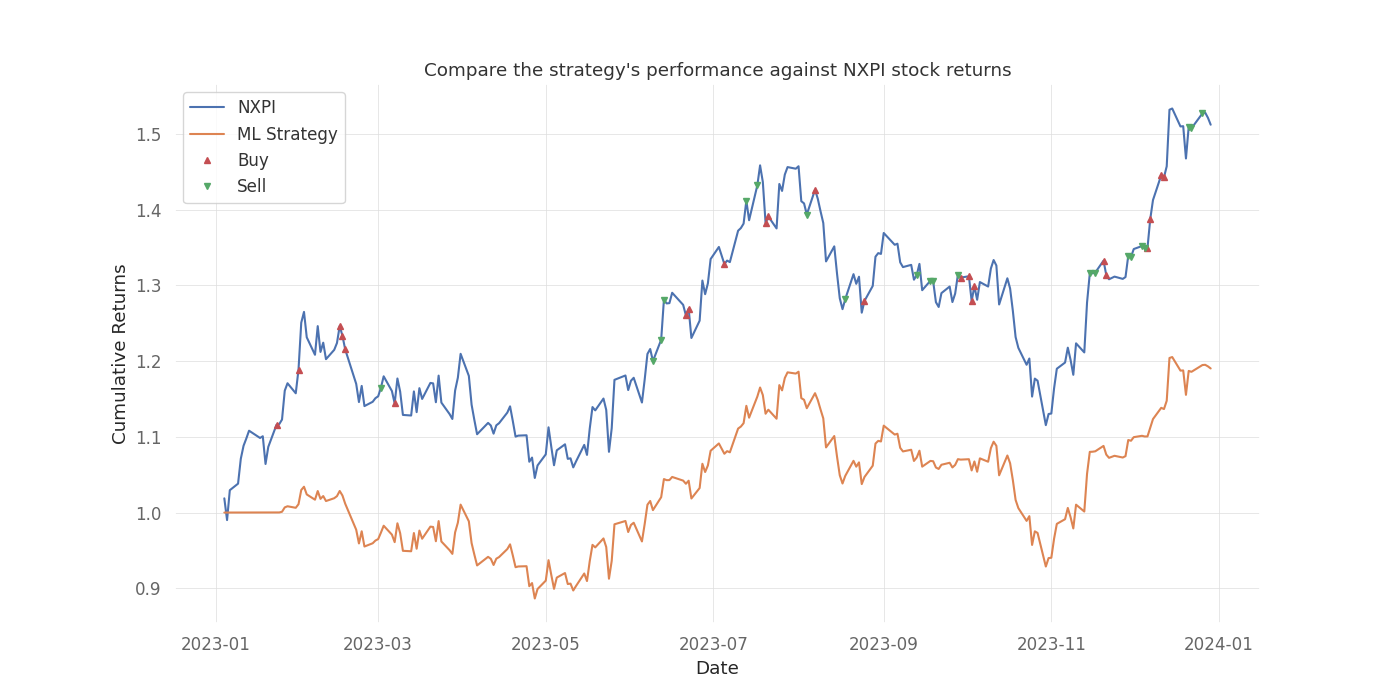 Compare the strategy's performance against NXPI stock returns
NXPI
ML Strategy
Buy
Sell
Cumulative Returns
1.5
1.4
1.3
1.2
1.1
1.0
0.9
2023-01
2023-03
2023-05
2023-07
2023-09
2023-11
2024-01
Date